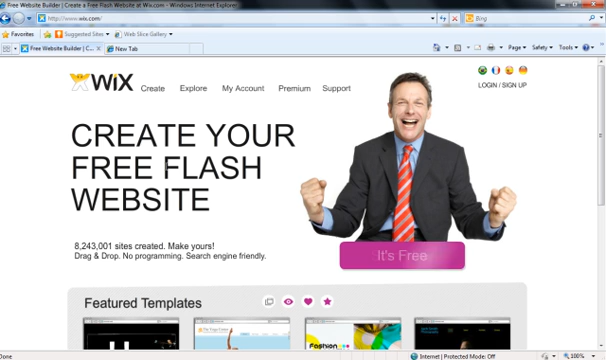 Free Website Builder | Create a Free Flash Website at Wix.com - Windows Internet Explorer
http://www.wix.com/
Bing
Favorites
Suggested Sites
Web Slice Gallery
Free Website Builder | C...
New Tab
Page
Safety
Tools
WiX
Create
Explore
My Account
Premium
Support
LOGIN / SIGN UP
CREATE YOUR
FREE FLASH
WEBSITE
8,243,001 sites created. Make yours!
Drag & Drop. No programming. Search engine friendly.
It's Free
Featured Templates
Fashion
Done
Internet | Protected Mode: Off
100%